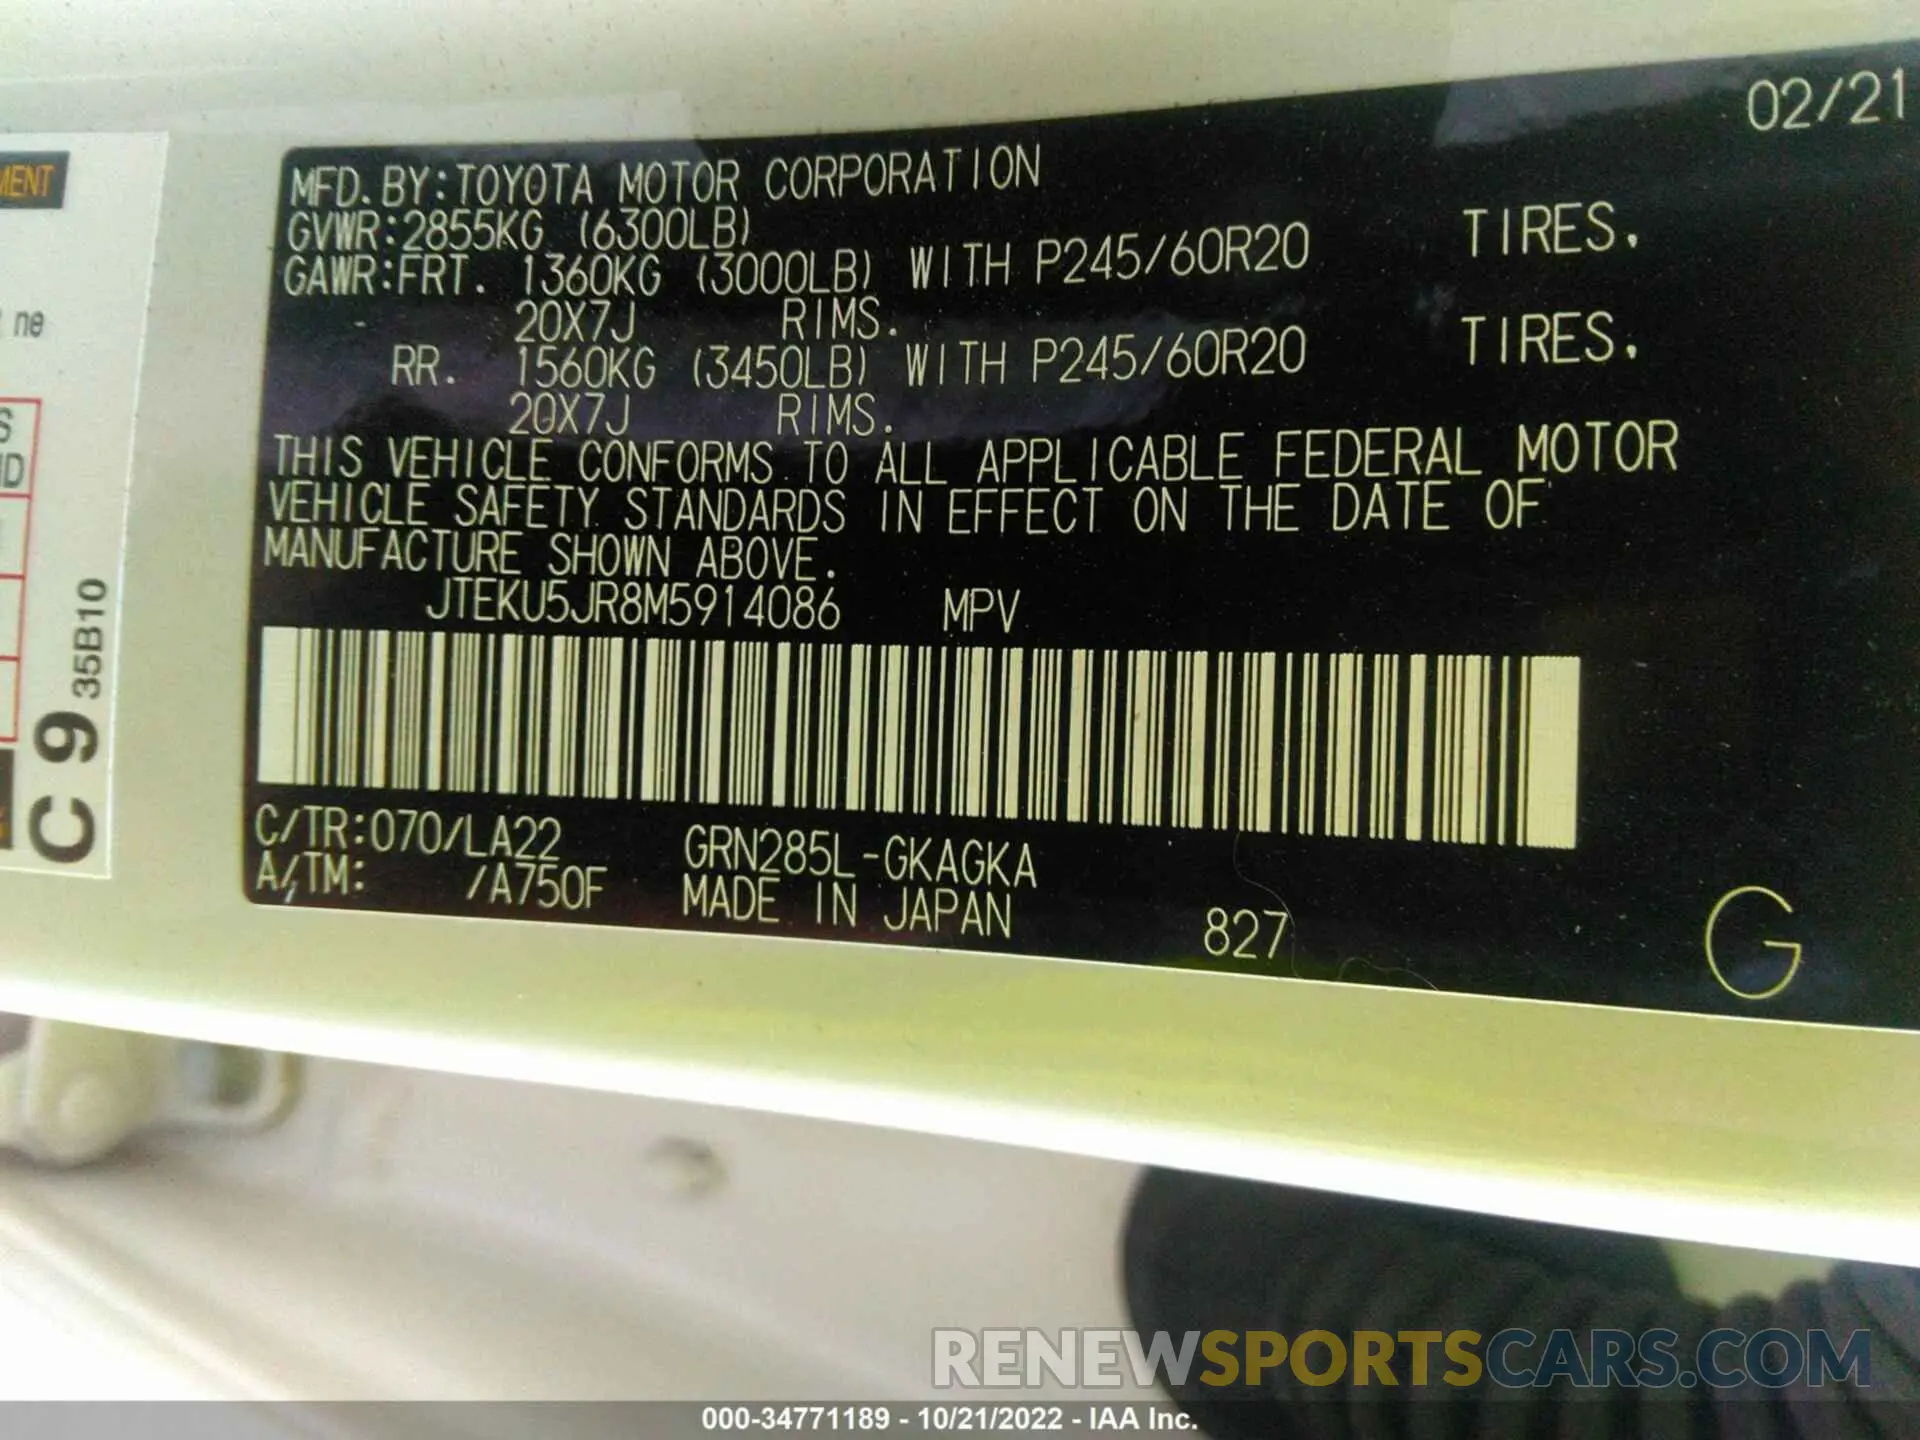 02/21
MFD. BY:TOYOTA MOTOR CORPORATION
GVWR:2855KG (6300LB)
GAWR:FRT. 1360KG (3000LB) WITH P245/60R20 TIRES.
20X7J RIMS.
RR. 1560KG (3450LB) WITH P245/60R20 TIRES.
20X7J RIMS.
THIS VEHICLE CONFORMS TO ALL APPLICABLE FEDERAL MOTOR
VEHICLE SAFETY STANDARDS IN EFFECT ON THE DATE OF
MANUFACTURE SHOWN ABOVE.
JTEKU5JR8M5914086 MPV
C/TR:070/LA22 GRN285L-GKAGKA
A/TM: /A750F MADE IN JAPAN 827 G
ne
C 9 35B10
RENEWSPORTSCARS.COM
000-34771189 - 10/21/2022 - IAA Inc.